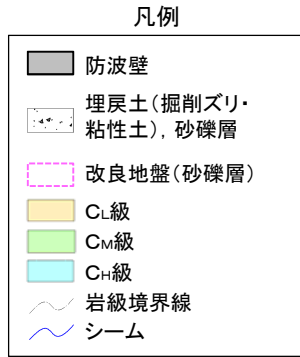 凡例
防波壁
埋戻土（掘削ズリ・
粘性土），砂礫層
改良地盤（砂礫層）
CL級
CM級
CH級
岩級境界線
シーム